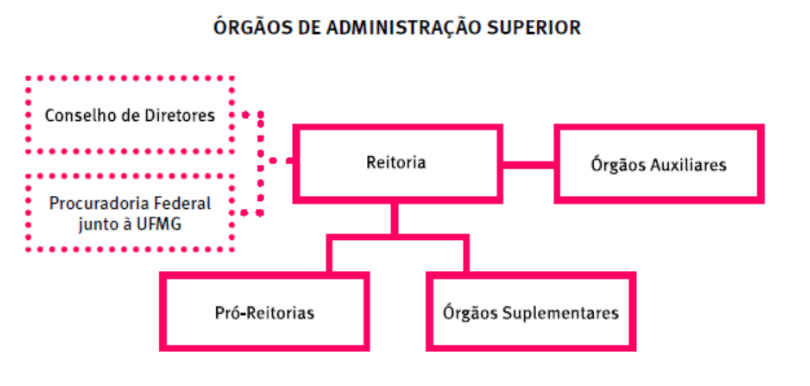 ÓRGÃOS DE ADMINISTRAÇÃO SUPERIOR
Conselho de Diretores
Reitoria
Órgãos Auxiliares
Procuradoria Federal
junto à UFMG
Pró-Reitorias
Órgãos Suplementares